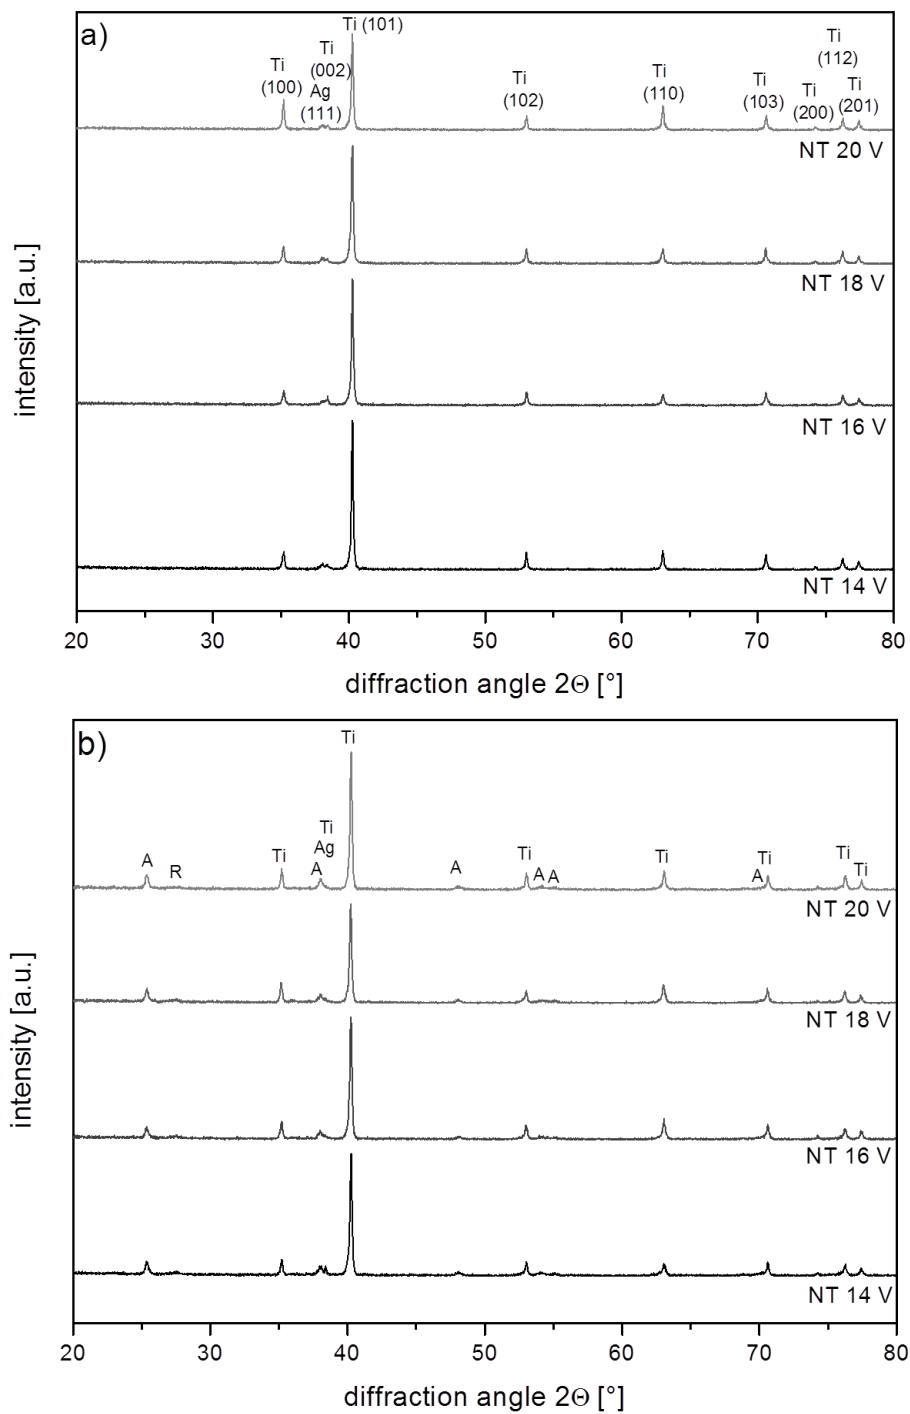 a)
Ti (101)
Ti
(100)
Ti
(002)
Ag
(111)
Ti
(102)
Ti
(110)
Ti
(103)
Ti
(200)
Ti
(112)
Ti
(201)
NT 20 V
NT 18 V
NT 16 V
NT 14 V
intensity [a.u.]
20 30 40 50 60 70 80
diffraction angle 2Θ [°]
b)
Ti
A
R
Ti
Ti
Ag
A
A
Ti
A
A
Ti
A
Ti
Ti
Ti
NT 20 V
NT 18 V
NT 16 V
NT 14 V
intensity [a.u.]
20 30 40 50 60 70 80
diffraction angle 2Θ [°]